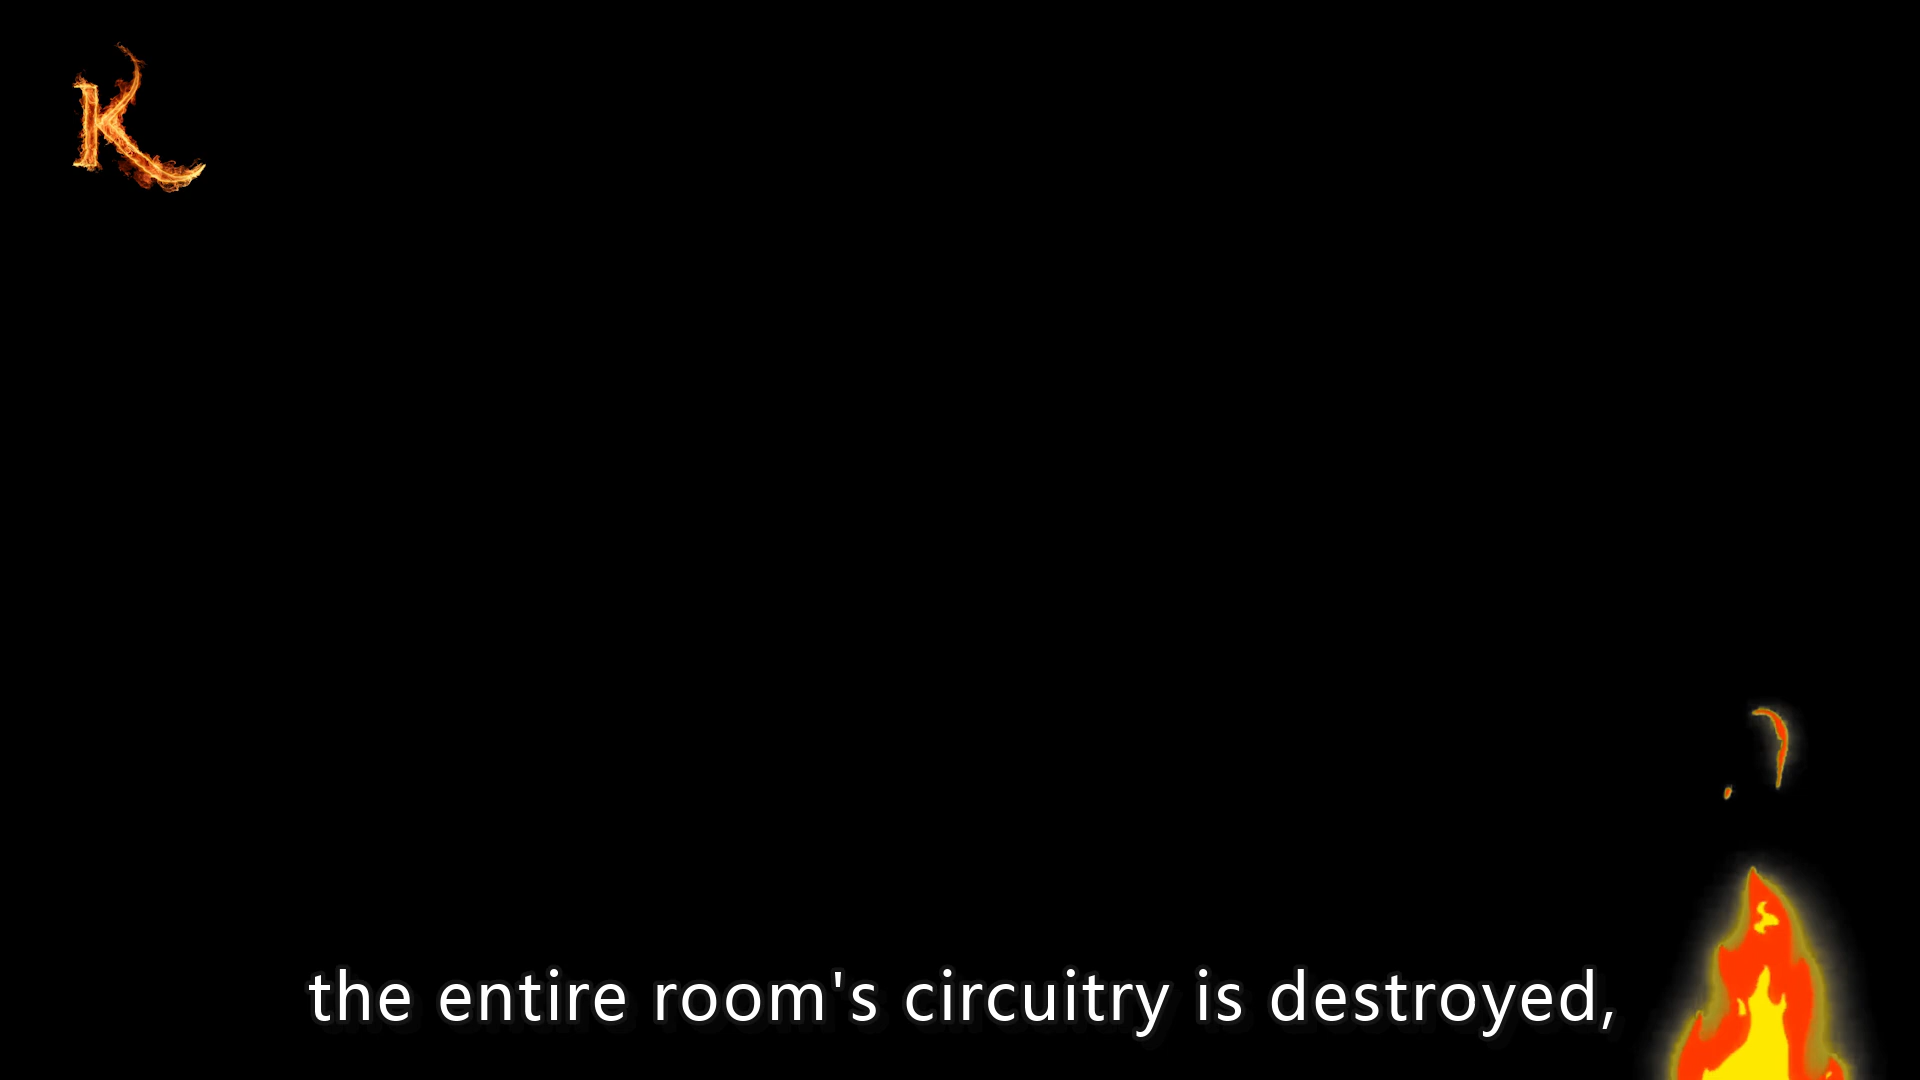 K
the entire room's circuitry is destroyed,